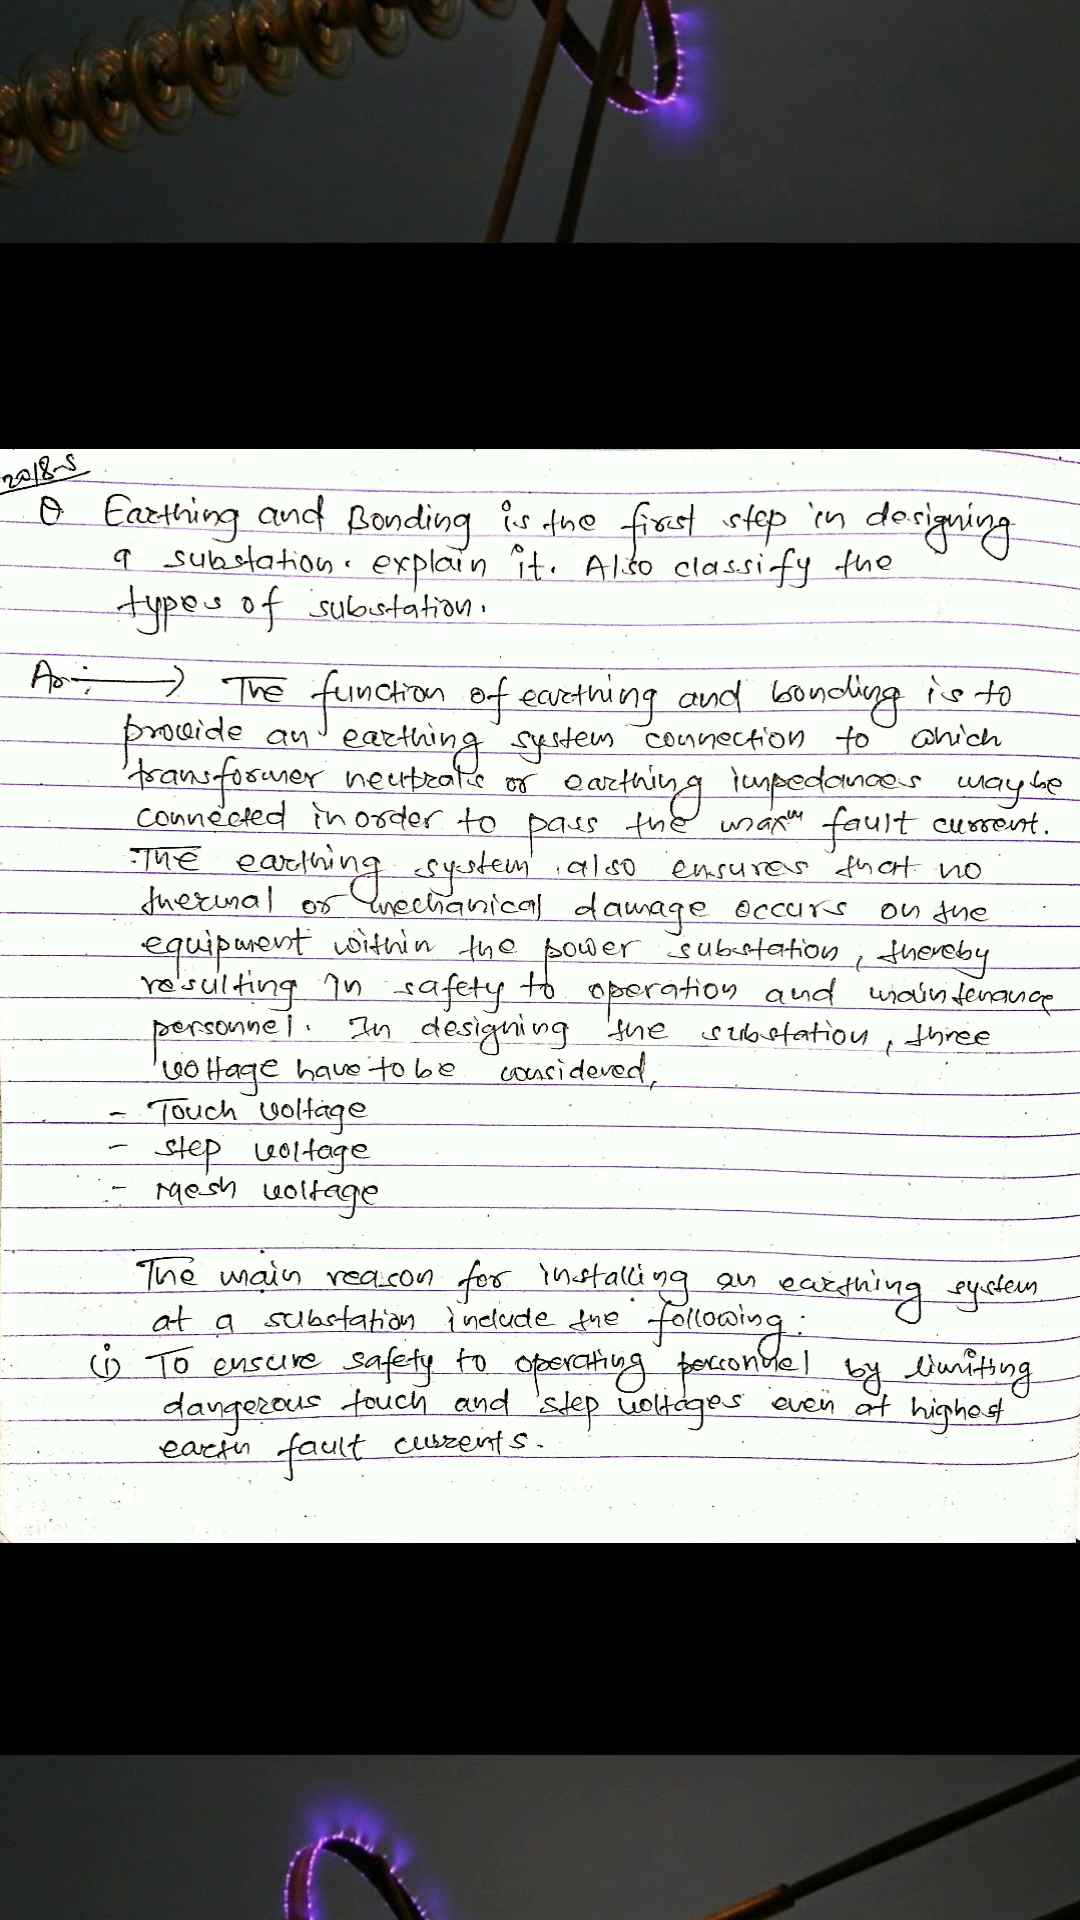 2018-S
Q Earthing and Bonding is the first step in designing
a substation. explain it. Also classify the
types of substation.
An :⟶ The function of earthing and bonding is to
provide an earthing system connection to which
transformer neutrals or earthing impedances may be
connected in order to pass the maxᵐ fault current.
The earthing system also ensures that no
thermal or mechanical damage occurs on the
equipment within the power substation, thereby
resulting in safety to operation and maintenance
personnel. In designing the substation, three
voltage have to be considered,
- Touch voltage
- step voltage
- Mesh voltage
The main reason for installing an earthing system
at a substation include the following:
(i) To ensure safety to operating personnel by limiting
dangerous touch and step voltages even at highest
earth fault currents.